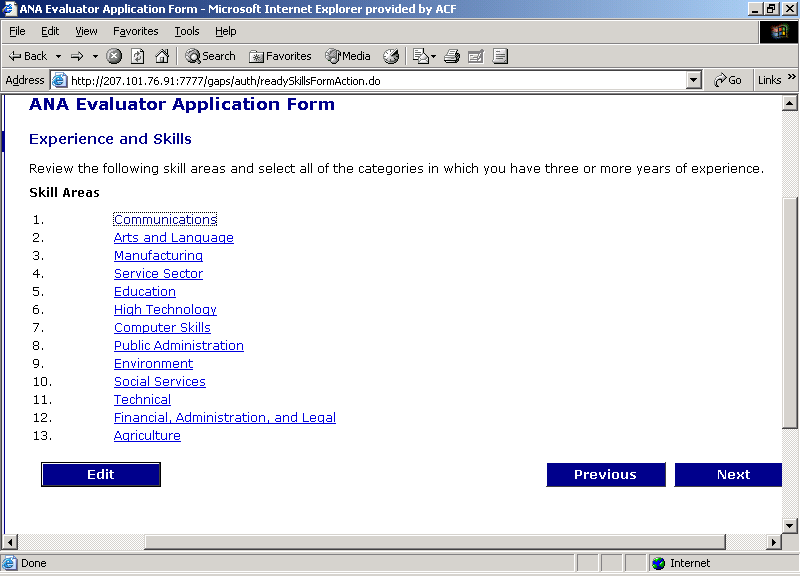 ANA Evaluator Application Form - Microsoft Internet Explorer provided by ACF
File Edit View Favorites Tools Help
Back Search Favorites Media
Address http://207.101.76.91:7777/gaps/auth/readySkillsFormAction.do Go Links »
ANA Evaluator Application Form
Experience and Skills
Review the following skill areas and select all of the categories in which you have three or more years of experience.
Skill Areas
1. Communications
2. Arts and Language
3. Manufacturing
4. Service Sector
5. Education
6. High Technology
7. Computer Skills
8. Public Administration
9. Environment
10. Social Services
11. Technical
12. Financial, Administration, and Legal
13. Agriculture
Edit Previous Next
Done Internet